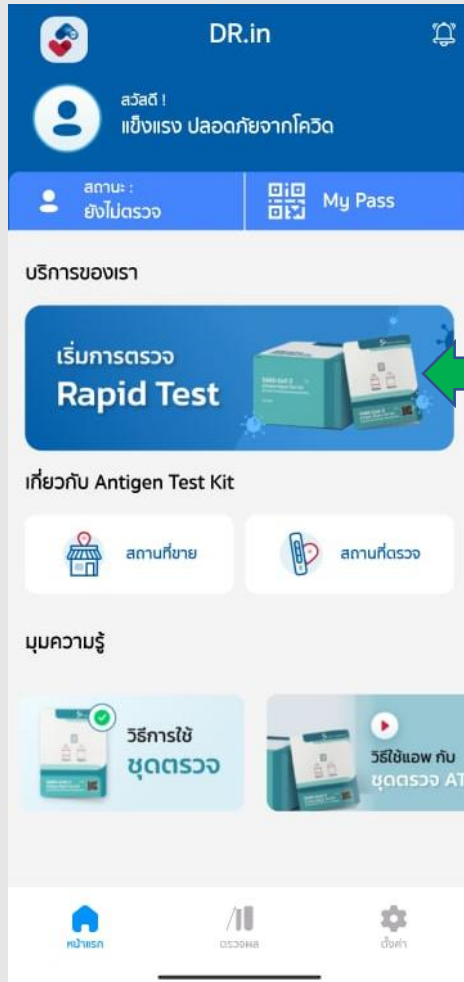 DR.in
สวัสดี !
แข็งแรง ปลอดภัยจากโควิด
สถานะ :
ยังไม่ตรวจ
My Pass
บริการของเรา
เริ่มการตรวจ
Rapid Test
เกี่ยวกับ Antigen Test Kit
สถานที่ขาย
สถานที่ตรวจ
มุมความรู้
วิธีการใช้
ชุดตรวจ
วิธีใช้แอพ กับ
ชุดตรวจ AT
หน้าแรก
ตรวจผล
ตั้งค่า